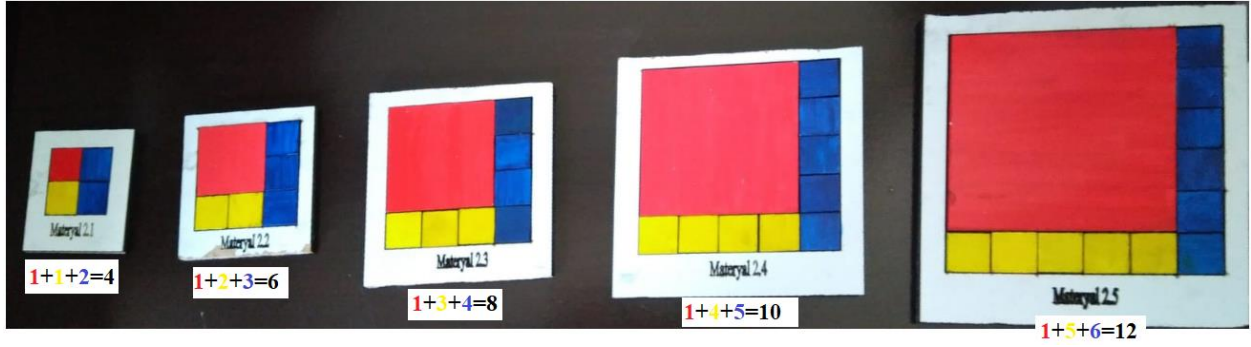 Materyal 2.1
1+1+2=4
Materyal 2.2
1+2+3=6
Materyal 2.3
1+3+4=8
Materyal 2.4
1+4+5=10
Materyal 2.5
1+5+6=12